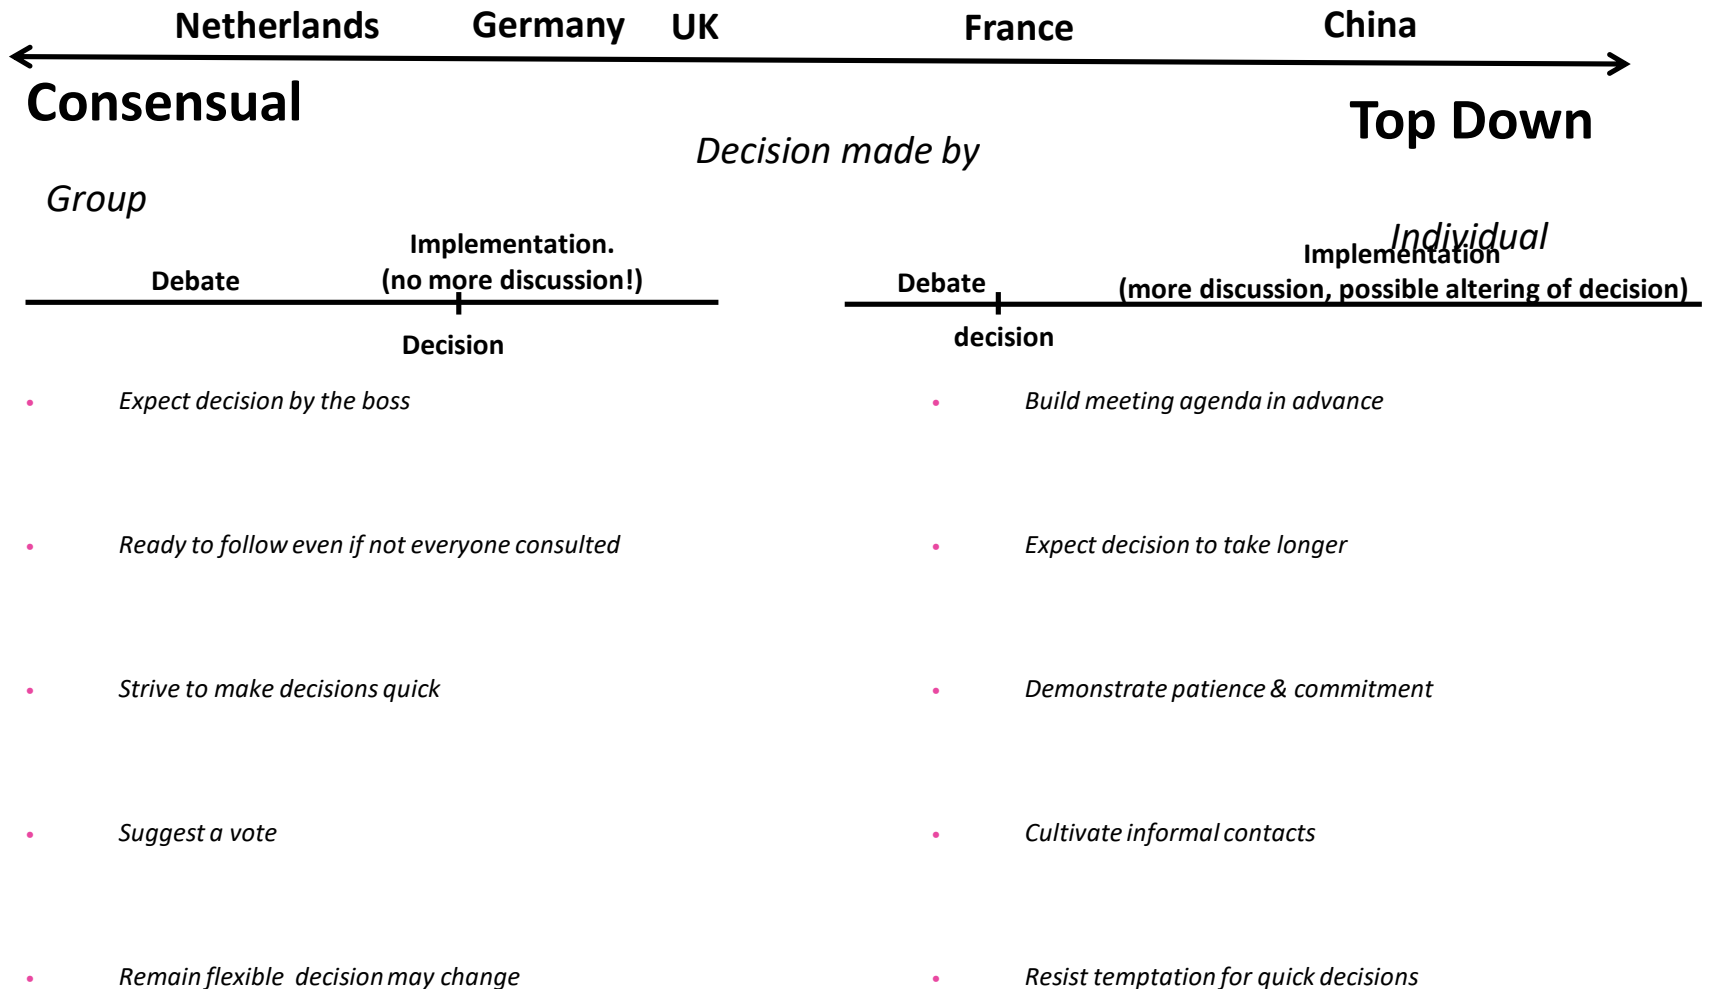 Netherlands Germany UK France China
Consensual
Top Down
Decision made by
Group
Individual
Debate
Implementation.
(no more discussion!)
Decision
Debate
Implementation
(more discussion, possible altering of decision)
decision
• Expect decision by the boss
• Ready to follow even if not everyone consulted
• Strive to make decisions quick
• Suggest a vote
• Remain flexible decision may change
• Build meeting agenda in advance
• Expect decision to take longer
• Demonstrate patience & commitment
• Cultivate informal contacts
• Resist temptation for quick decisions